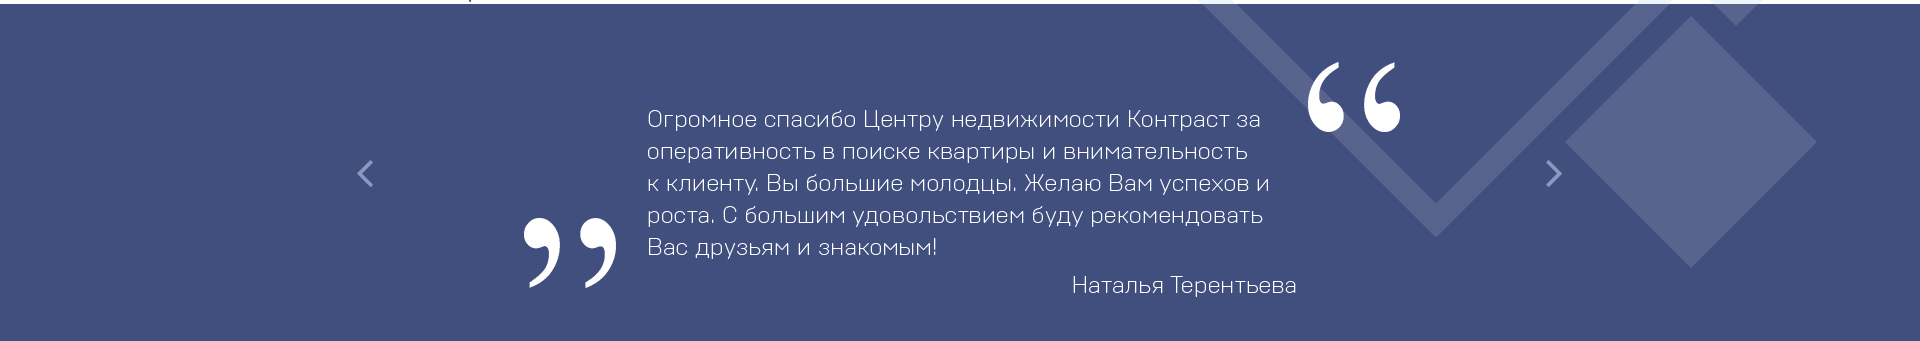 Огромное спасибо Центру недвижимости Контраст за
оперативность в поиске квартиры и внимательность
к клиенту. Вы большие молодцы. Желаю Вам успехов и
роста. С большим удовольствием буду рекомендовать
Вас друзьям и знакомым!
Наталья Терентьева